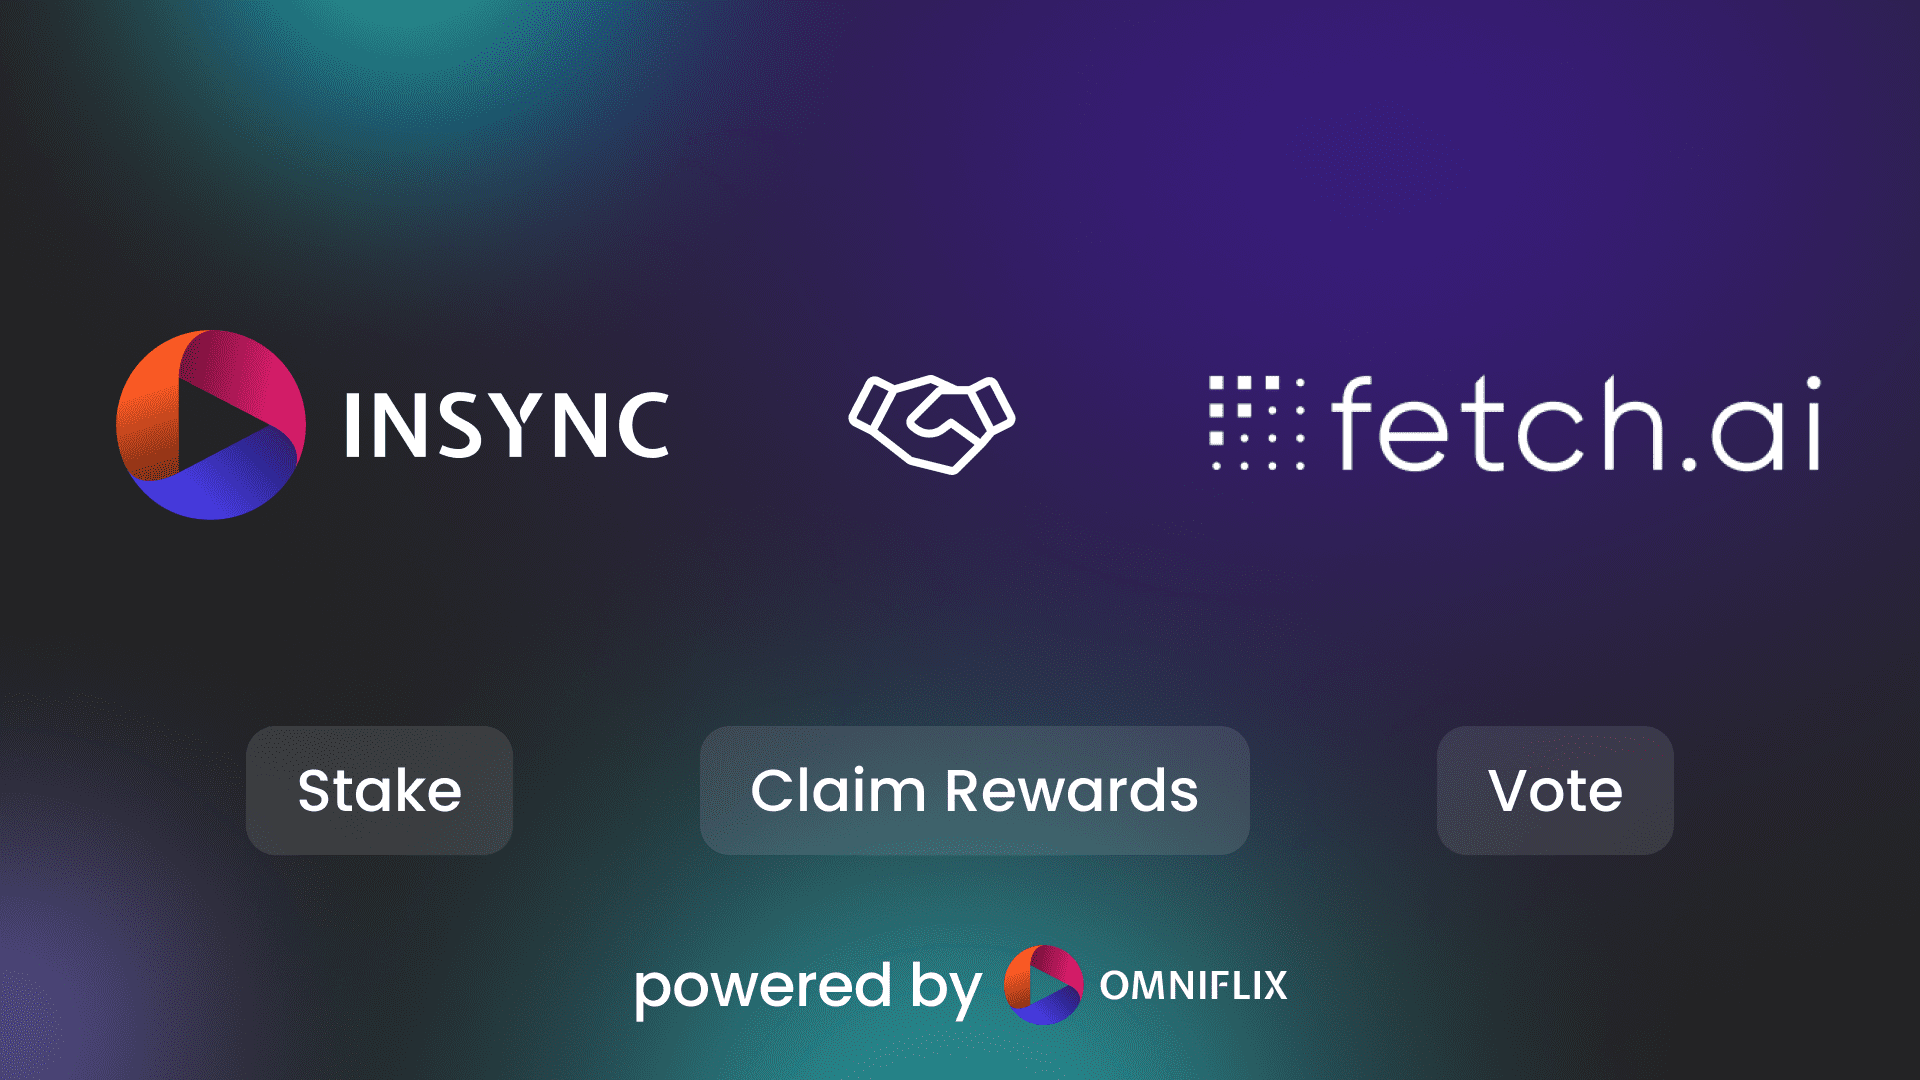 INSYNC
fetch.ai
Stake
Claim Rewards
Vote
powered by OMNIFLIX